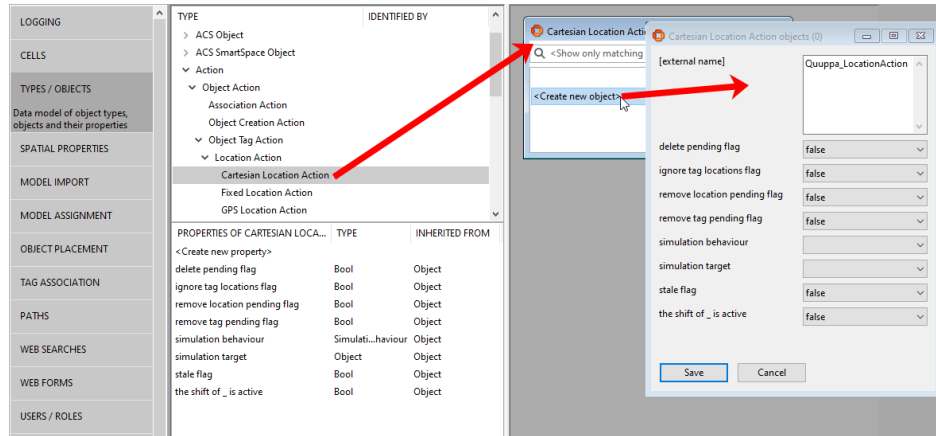 LOGGING
CELLS
TYPES / OBJECTS
Data model of object types,
objects and their properties
SPATIAL PROPERTIES
MODEL IMPORT
MODEL ASSIGNMENT
OBJECT PLACEMENT
TAG ASSOCIATION
PATHS
WEB SEARCHES
WEB FORMS
USERS / ROLES
TYPE IDENTIFIED BY
ACS Object
ACS SmartSpace Object
Action
Object Action
Association Action
Object Creation Action
Object Tag Action
Location Action
Cartesian Location Action
Fixed Location Action
GPS Location Action
PROPERTIES OF CARTESIAN LOCA... TYPE INHERITED FROM
<Create new property>
delete pending flag Bool Object
ignore tag locations flag Bool Object
remove location pending flag Bool Object
remove tag pending flag Bool Object
simulation behaviour Simulati...haviour Object
simulation target Object Object
stale flag Bool Object
the shift of _ is active Bool Object
Cartesian Location Acti
<Show only matching
<Create new object>
Cartesian Location Action objects (0)
[external name] Quuppa_LocationAction
delete pending flag false
ignore tag locations flag false
remove location pending flag false
remove tag pending flag false
simulation behaviour
simulation target
stale flag false
the shift of _ is active false
Save Cancel